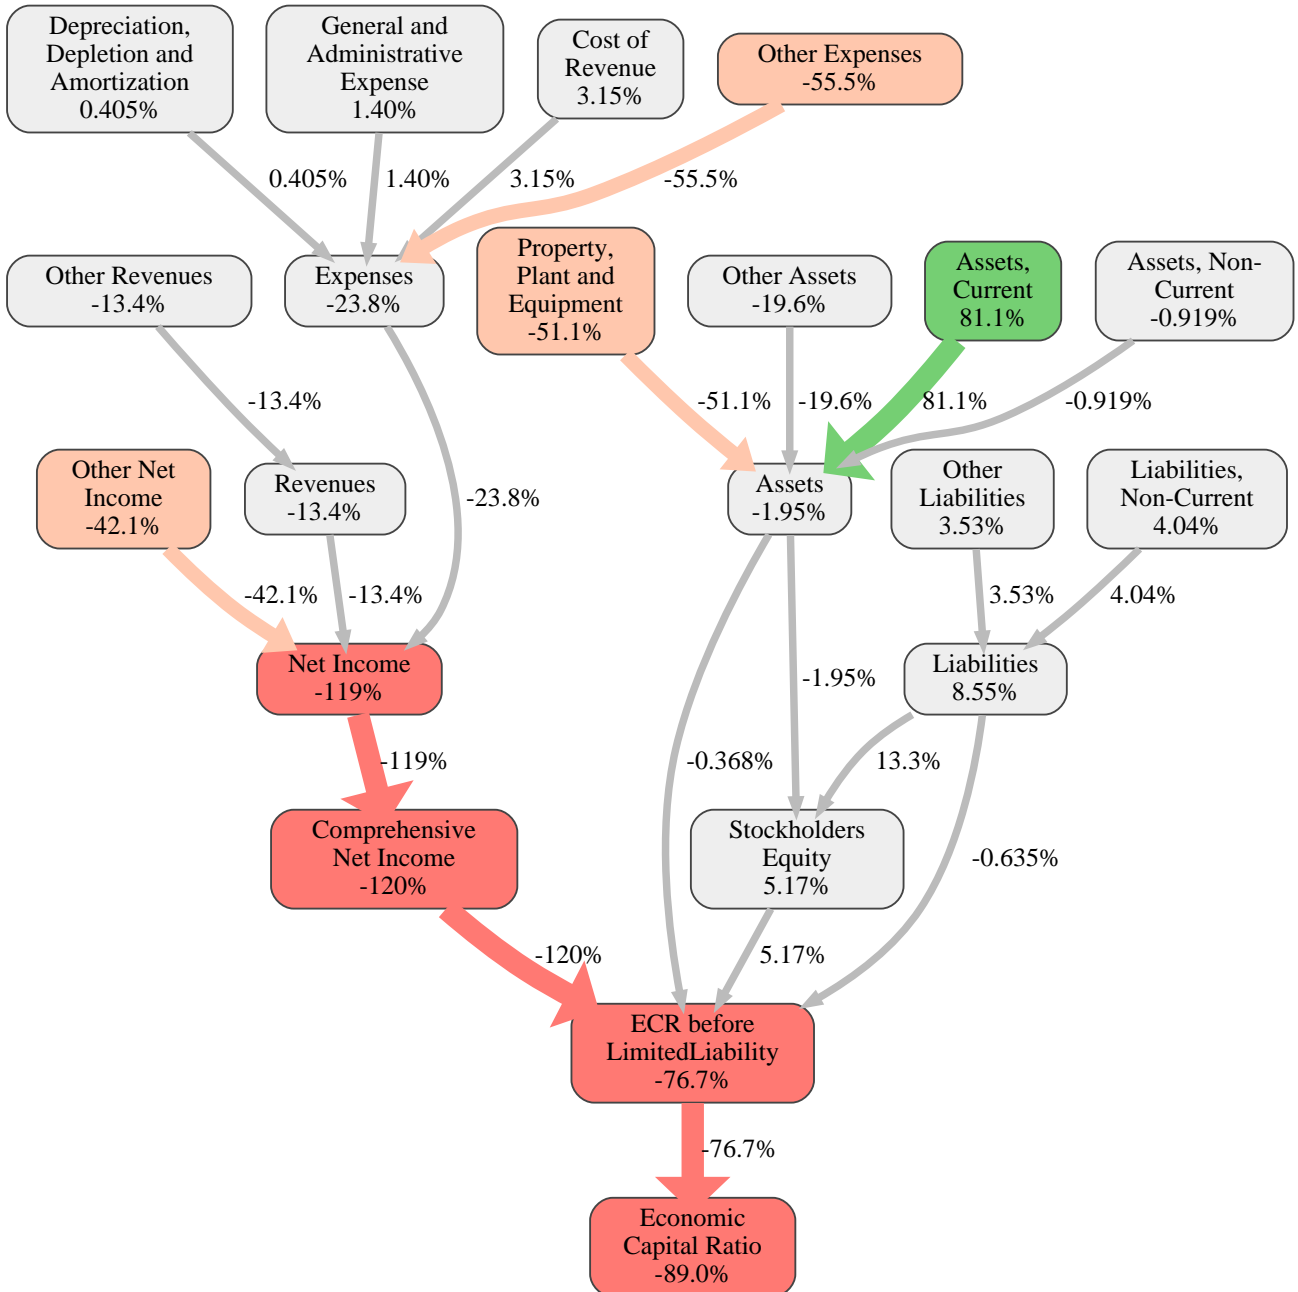 Depreciation,
Depletion and
Amortization
0.405%
General and
Administrative
Expense
1.40%
Cost of
Revenue
3.15%
Other Expenses
-55.5%
0.405%
1.40%
3.15%
-55.5%
Other Revenues
-13.4%
Expenses
-23.8%
Property,
Plant and
Equipment
-51.1%
Other Assets
-19.6%
Assets,
Current
81.1%
Assets, Non-
Current
-0.919%
-13.4%
-51.1%
-19.6%
81.1%
-0.919%
Other Net
Income
-42.1%
Revenues
-13.4%
-23.8%
Assets
-1.95%
Other
Liabilities
3.53%
Liabilities,
Non-Current
4.04%
-42.1%
-13.4%
3.53%
4.04%
Net Income
-119%
-1.95%
Liabilities
8.55%
-119%
-0.368%
13.3%
Comprehensive
Net Income
-120%
Stockholders
Equity
5.17%
-0.635%
-120%
5.17%
ECR before
LimitedLiability
-76.7%
-76.7%
Economic
Capital Ratio
-89.0%